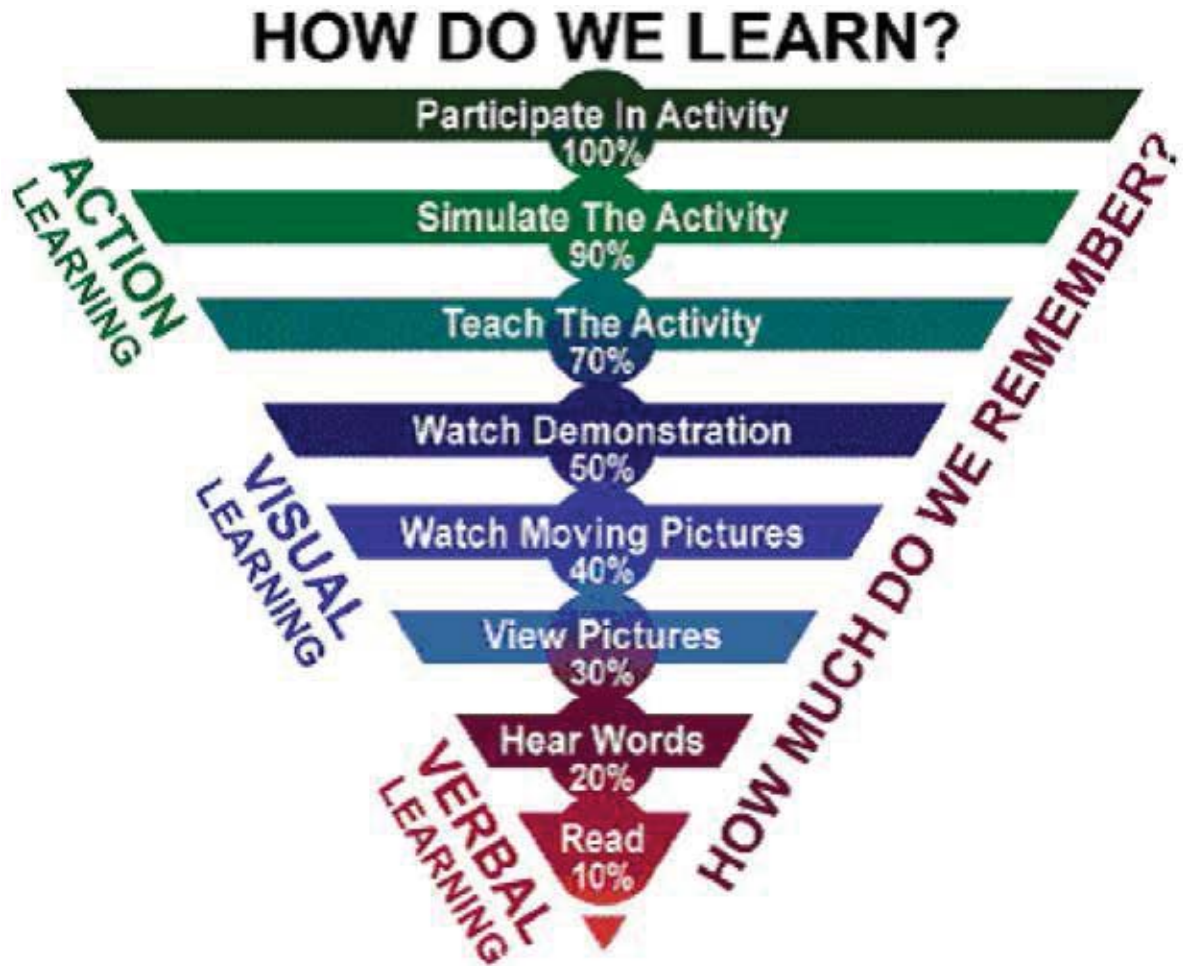 HOW DO WE LEARN?
Participate In Activity
100%
Simulate The Activity
90%
Teach The Activity
70%
ACTION
LEARNING
Watch Demonstration
50%
Watch Moving Pictures
40%
View Pictures
30%
VISUAL
LEARNING
Hear Words
20%
Read
10%
VERBAL
LEARNING
HOW MUCH DO WE REMEMBER?